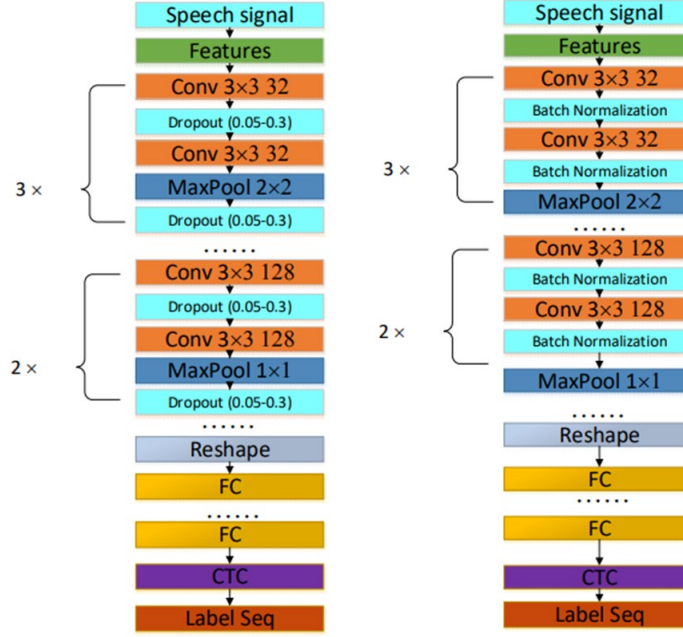 Speech signal
Features
Conv 3×3 32
Dropout (0.05-0.3)
Conv 3×3 32
MaxPool 2×2
Dropout (0.05-0.3)
3 ×
......
Conv 3×3 128
Dropout (0.05-0.3)
Conv 3×3 128
MaxPool 1×1
Dropout (0.05-0.3)
2 ×
......
Reshape
FC
......
FC
CTC
Label Seq
Speech signal
Features
Conv 3×3 32
Batch Normalization
Conv 3×3 32
Batch Normalization
MaxPool 2×2
3 ×
......
Conv 3×3 128
Batch Normalization
Conv 3×3 128
Batch Normalization
MaxPool 1×1
2 ×
......
Reshape
FC
......
FC
CTC
Label Seq